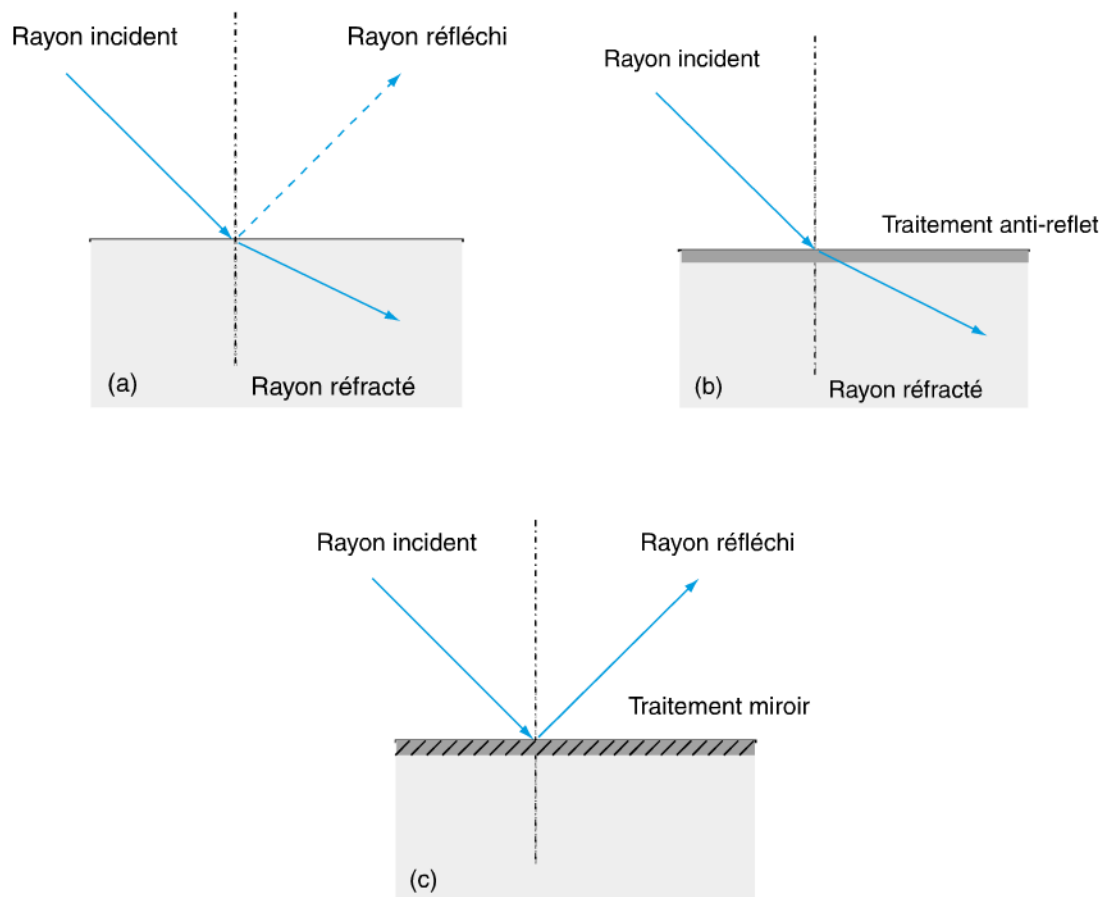 Rayon incident
Rayon réfléchi
(a)
Rayon réfracté
Rayon incident
Traitement anti-reflet
(b)
Rayon réfracté
Rayon incident
Rayon réfléchi
Traitement miroir
(c)